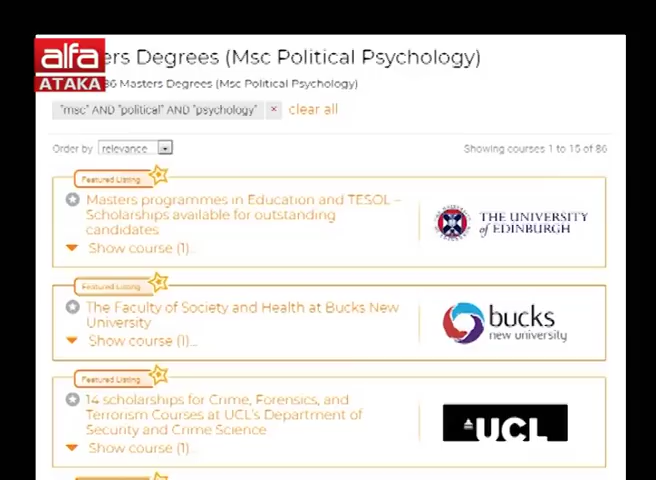 alfa
ATAKA
ers Degrees (Msc Political Psychology)
86 Masters Degrees (Msc Political Psychology)
"msc" AND "political" AND "psychology" × clear all
Order by relevance
Showing courses 1 to 15 of 86
Featured Listing
Masters programmes in Education and TESOL –
Scholarships available for outstanding
candidates
Show course (1)...
THE UNIVERSITY
of EDINBURGH
Featured Listing
The Faculty of Society and Health at Bucks New
University
Show course (1)...
bucks
new university
Featured Listing
14 scholarships for Crime, Forensics, and
Terrorism Courses at UCL's Department of
Security and Crime Science
Show course (1)...
UCL